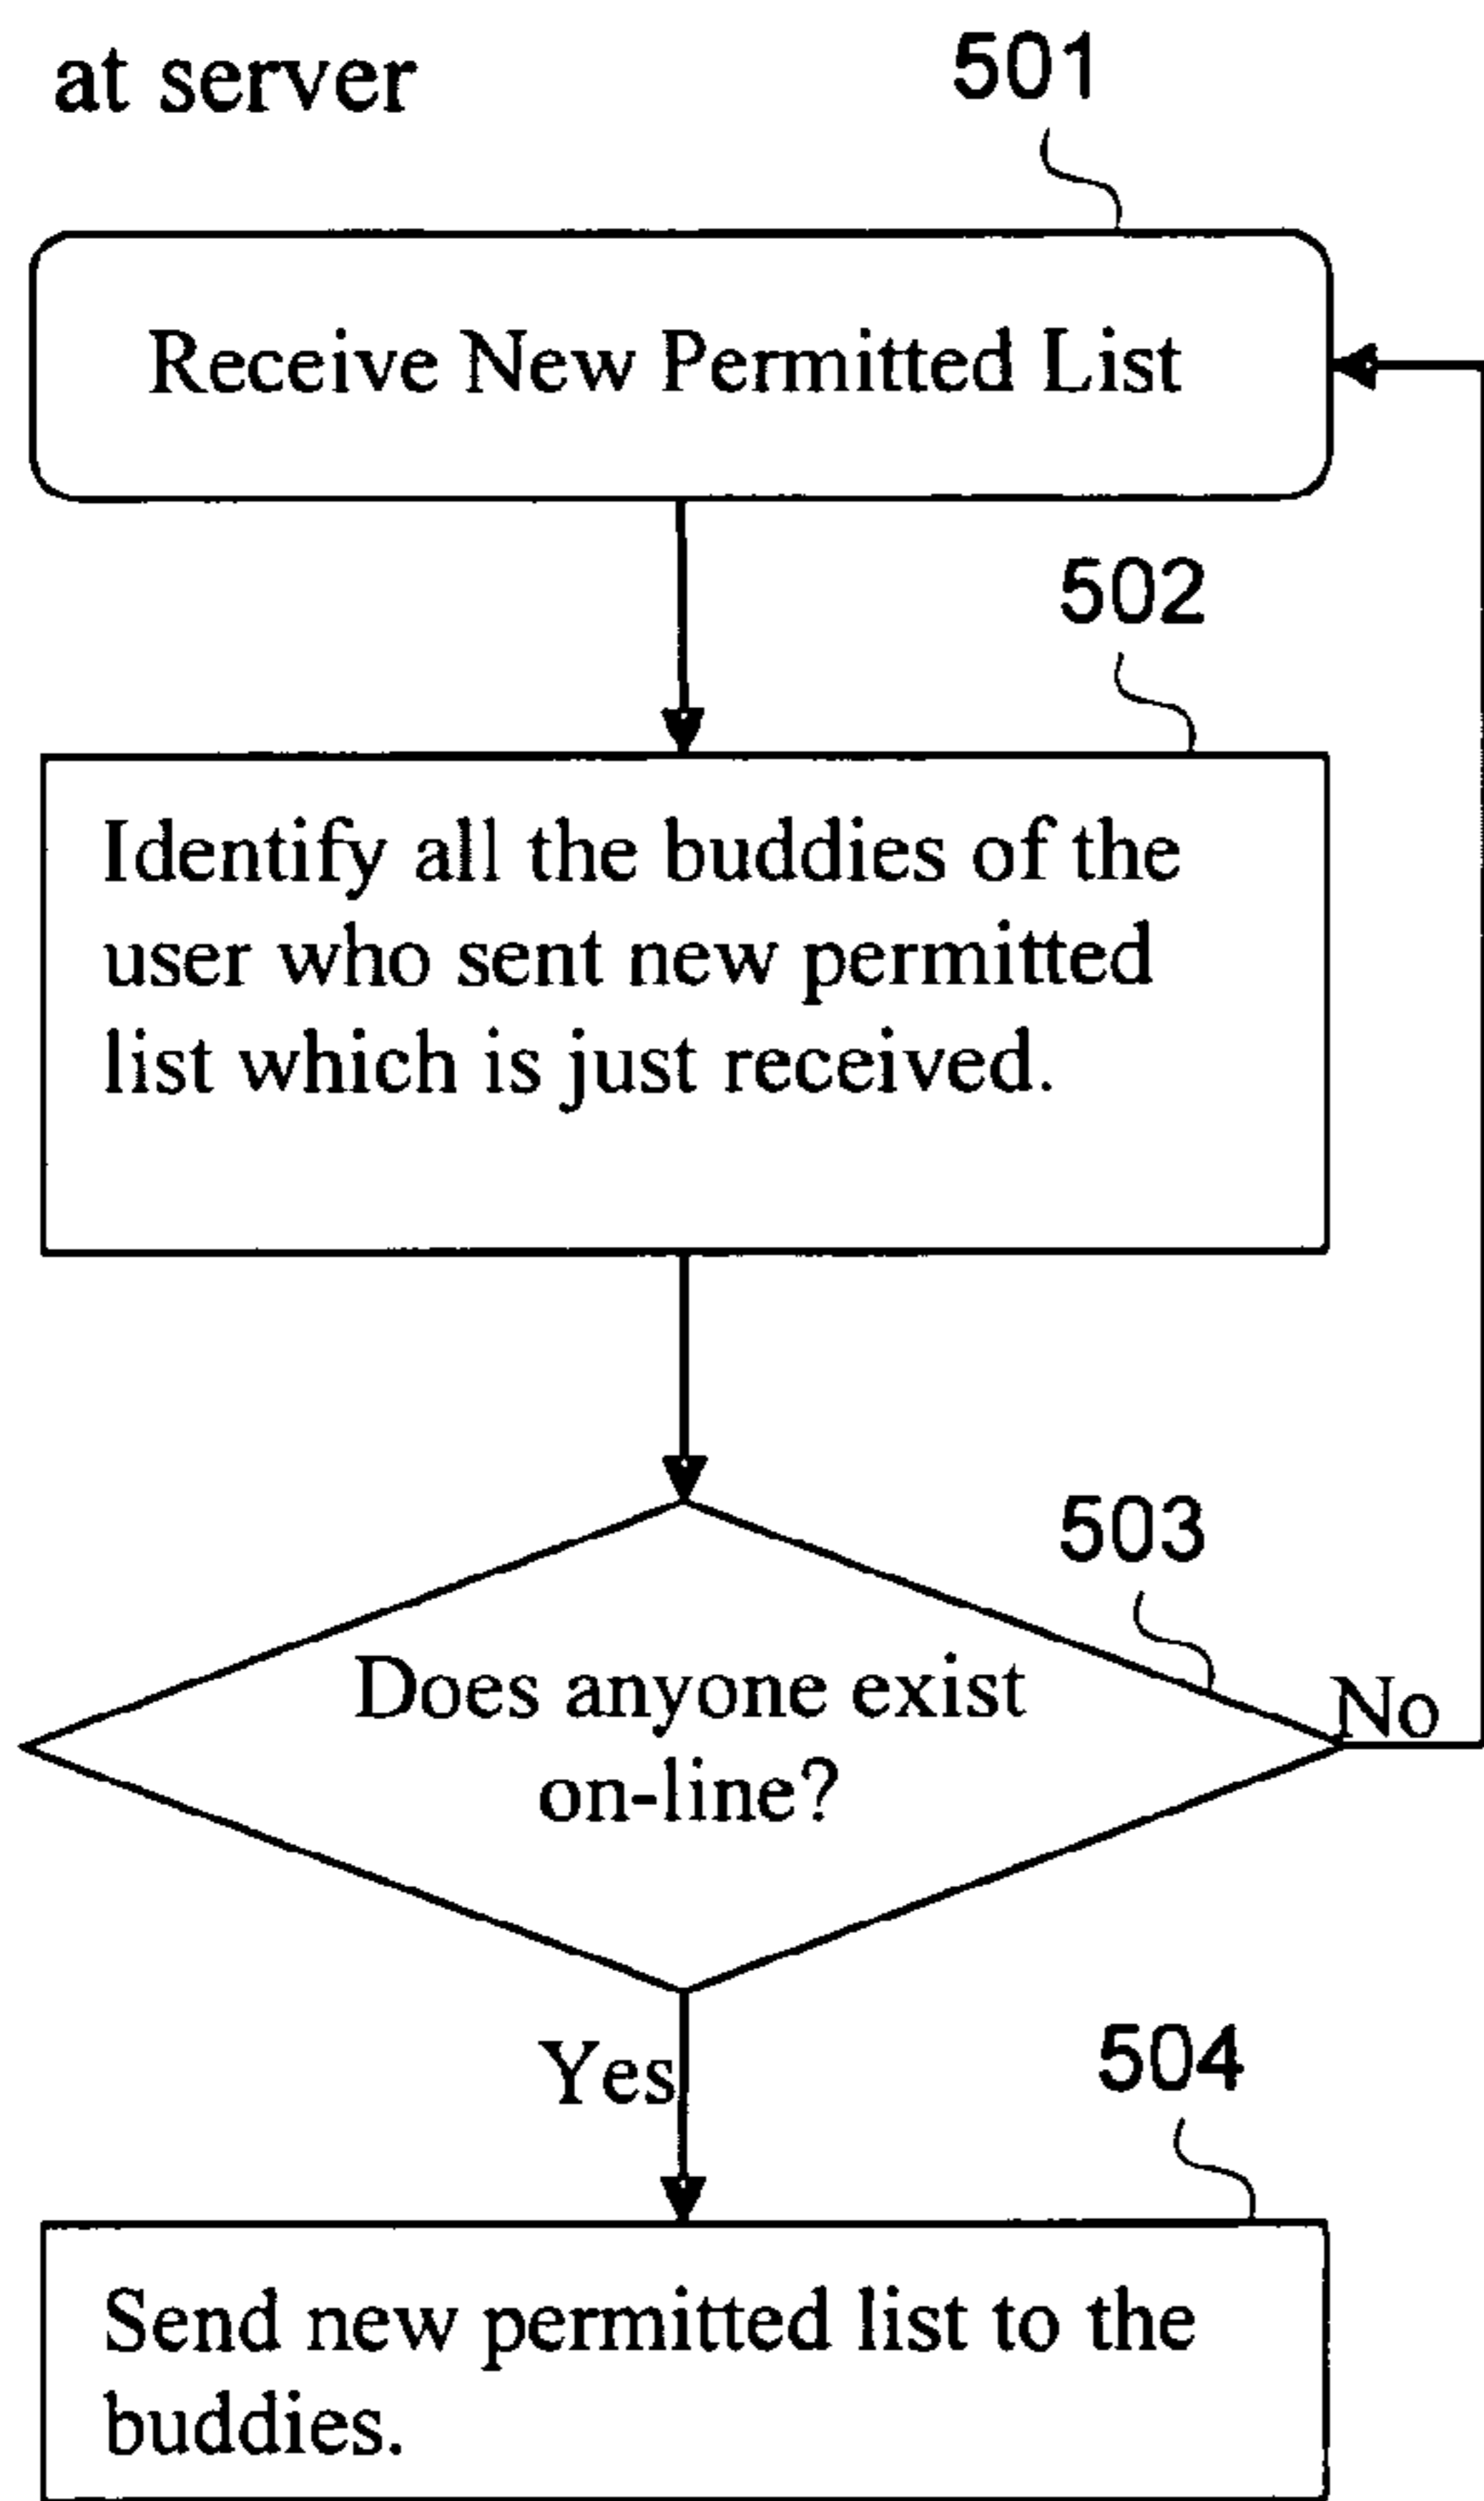 at server
501
Receive New Permitted List
502
Identify all the buddies of the
user who sent new permitted
list which is just received.
503
Does anyone exist
on-line?
No
Yes
504
Send new permitted list to the
buddies.